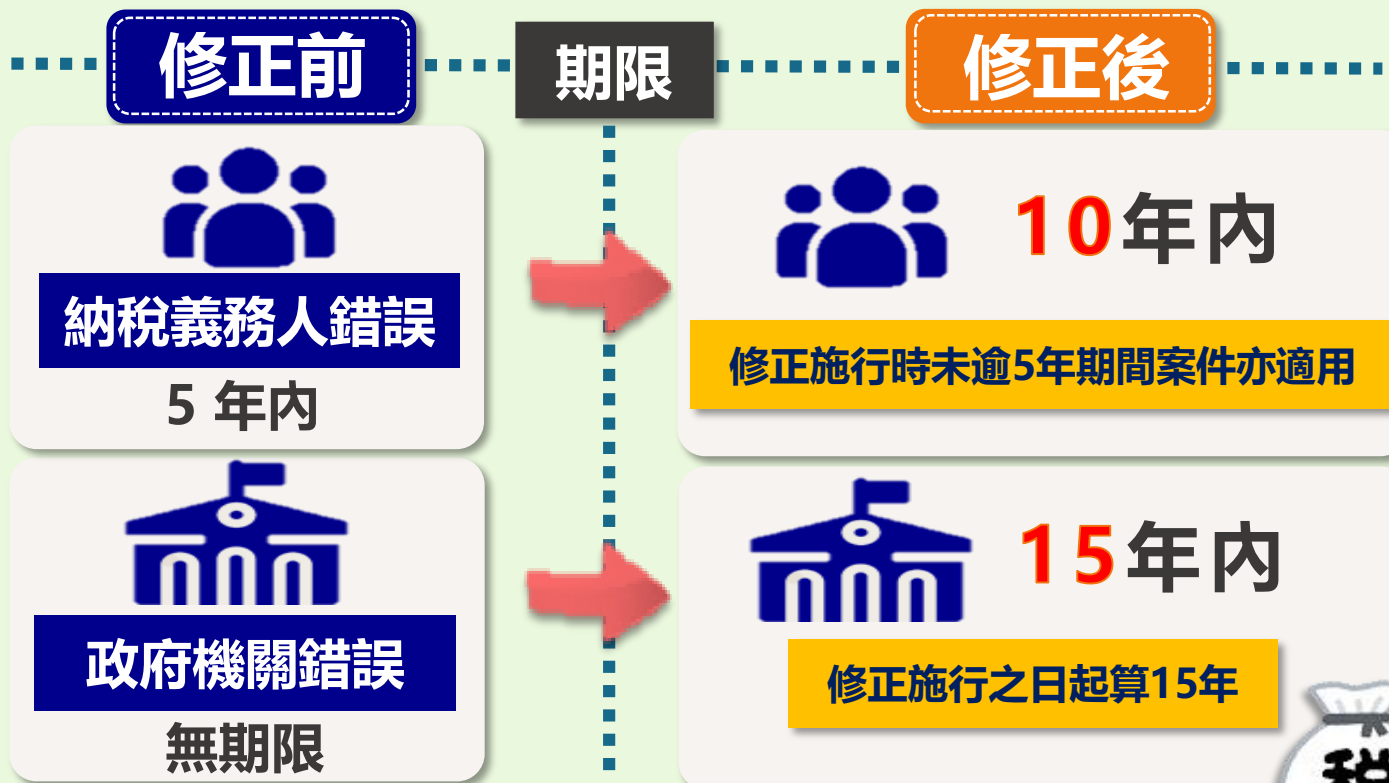 修正前
期限
修正後
納稅義務人錯誤
5 年內
10年內
修正施行時未逾5年期間案件亦適用
政府機關錯誤
無期限
15年內
修正施行之日起算15年
稅